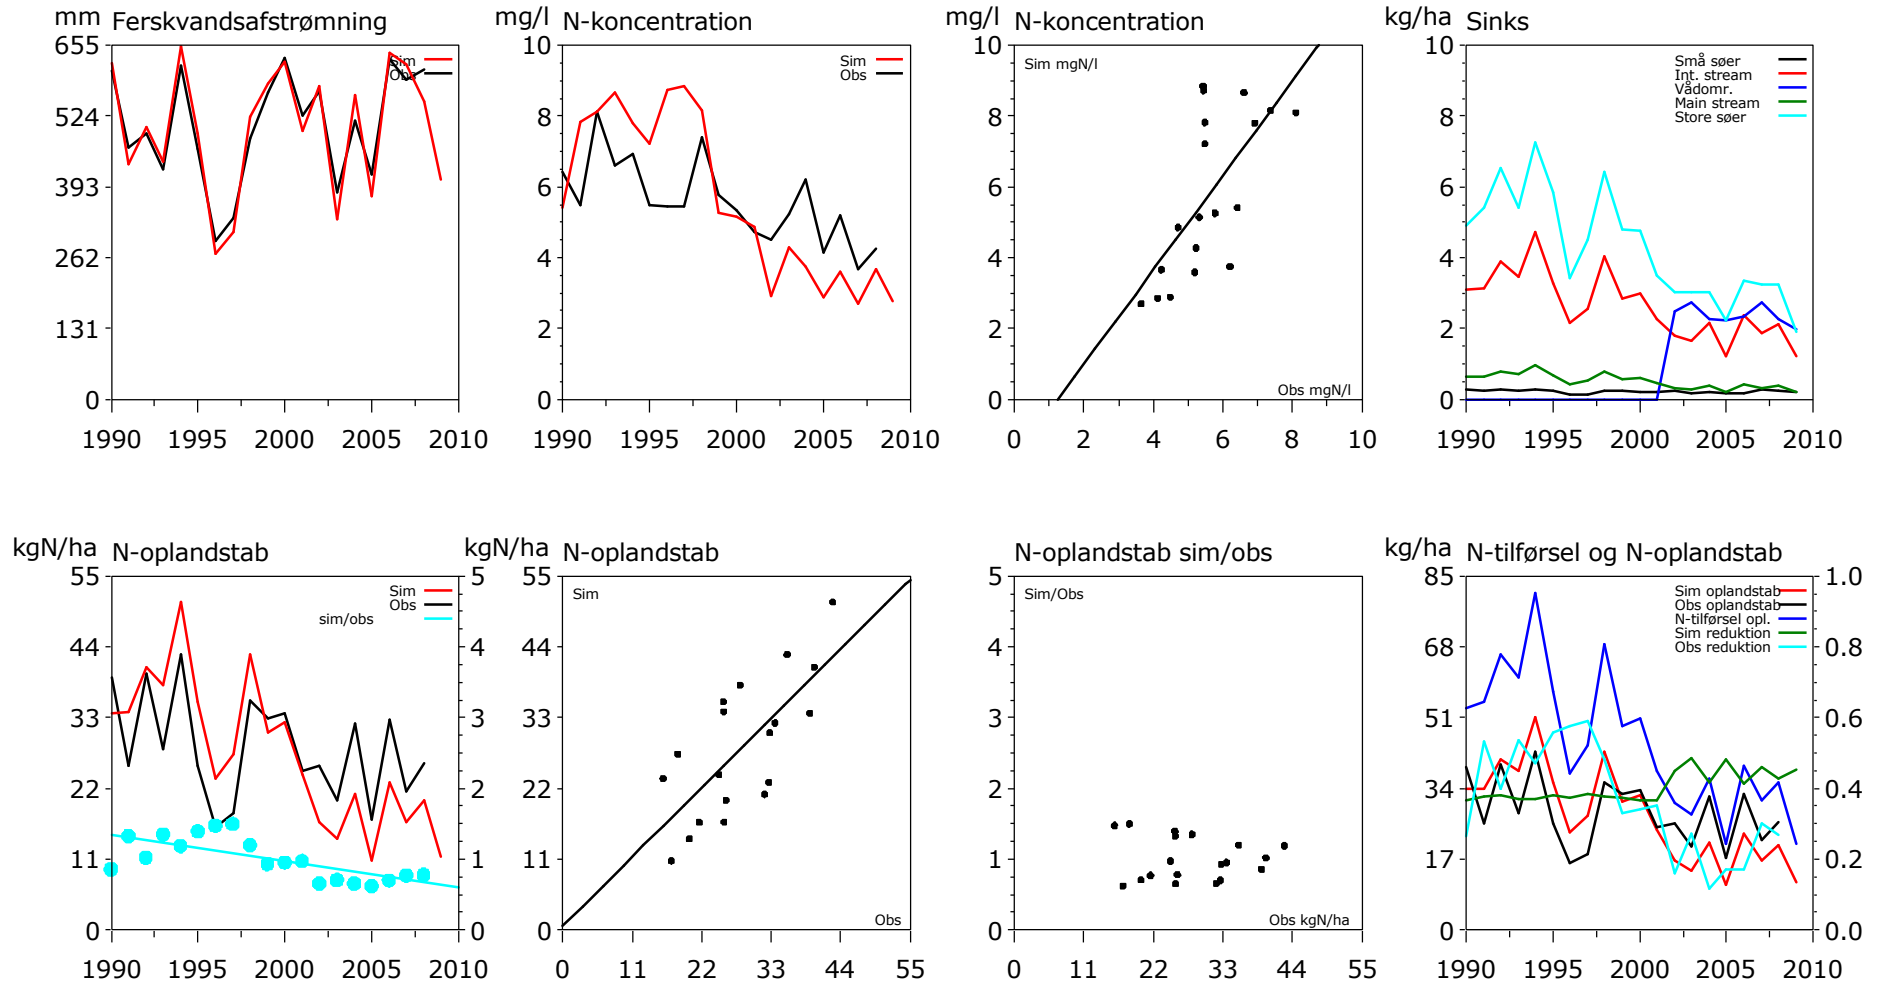 mm Ferskvandsafstrømning
655
524
393
262
131
0
1990 1995 2000 2005 2010
Sim
Obs
mg/l N-koncentration
10
8
6
4
2
0
1990 1995 2000 2005 2010
Sim
Obs
mg/l N-koncentration
10
8
6
4
2
0
0 2 4 6 8 10
Sim mgN/l
Obs mgN/l
kg/ha Sinks
10
8
6
4
2
0
1990 1995 2000 2005 2010
Små søer
Int. stream
Vådomr.
Main stream
Store søer
kgN/ha N-oplandstab
55
44
33
22
11
0
1990 1995 2000 2005 2010
Sim
Obs
sim/obs
5
4
3
2
1
0
kgN/ha N-oplandstab
55
44
33
22
11
0
0 11 22 33 44 55
Sim
Obs
N-oplandstab sim/obs
5
4
3
2
1
0
0 11 22 33 44 55
Sim/Obs
Obs kgN/ha
kg/ha N-tilførsel og N-oplandstab
85
68
51
34
17
0
1990 1995 2000 2005 2010
Sim oplandstab
Obs oplandstab
N-tilførsel opl.
Sim reduktion
Obs reduktion
1.0
0.8
0.6
0.4
0.2
0.0